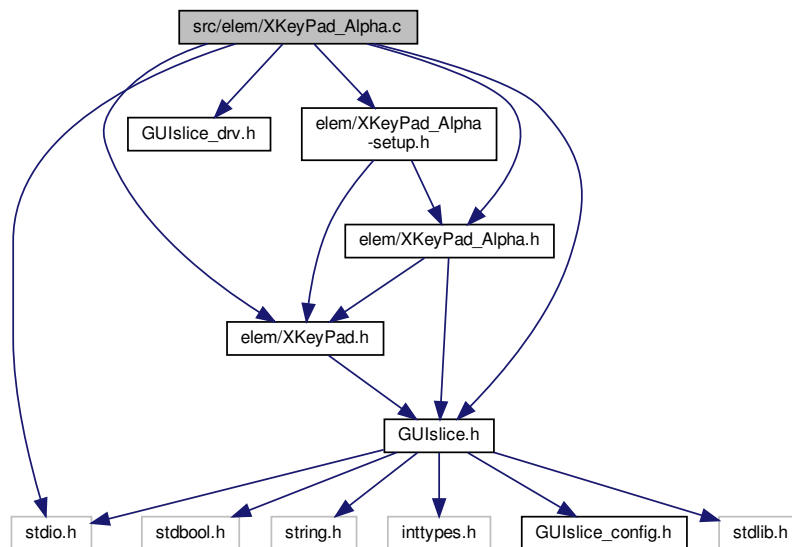 src/elem/XKeyPad_Alpha.c
GUIslice_drv.h
elem/XKeyPad_Alpha
-setup.h
elem/XKeyPad_Alpha.h
elem/XKeyPad.h
GUIslice.h
stdio.h
stdbool.h
string.h
inttypes.h
GUIslice_config.h
stdlib.h